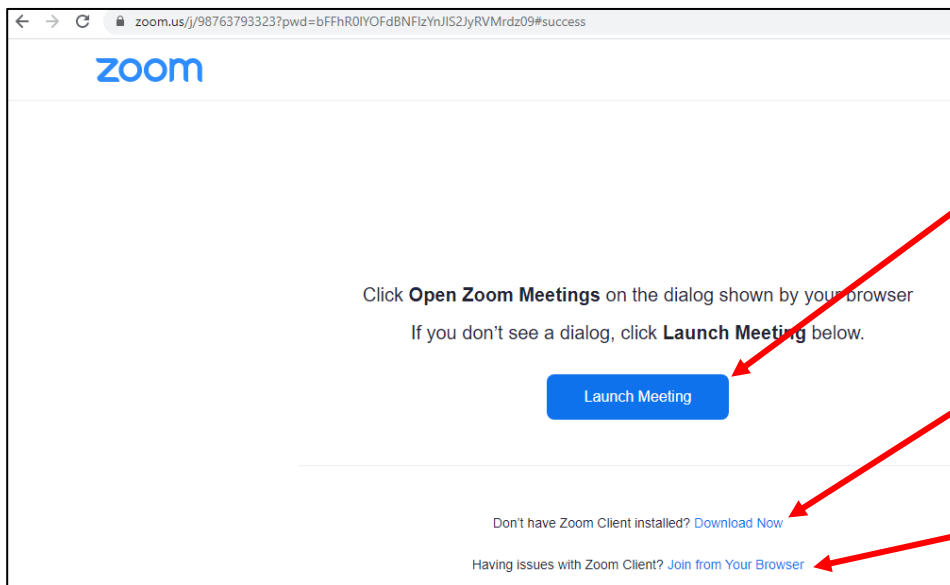 zoom.us/j/98763793323?pwd=bFFhR0lYOFdBNFlzYnJIS2JyRVMrdz09#success
zoom
Click Open Zoom Meetings on the dialog shown by your browser
If you don't see a dialog, click Launch Meeting below.
Launch Meeting
Don't have Zoom Client installed? Download Now
Having issues with Zoom Client? Join from Your Browser